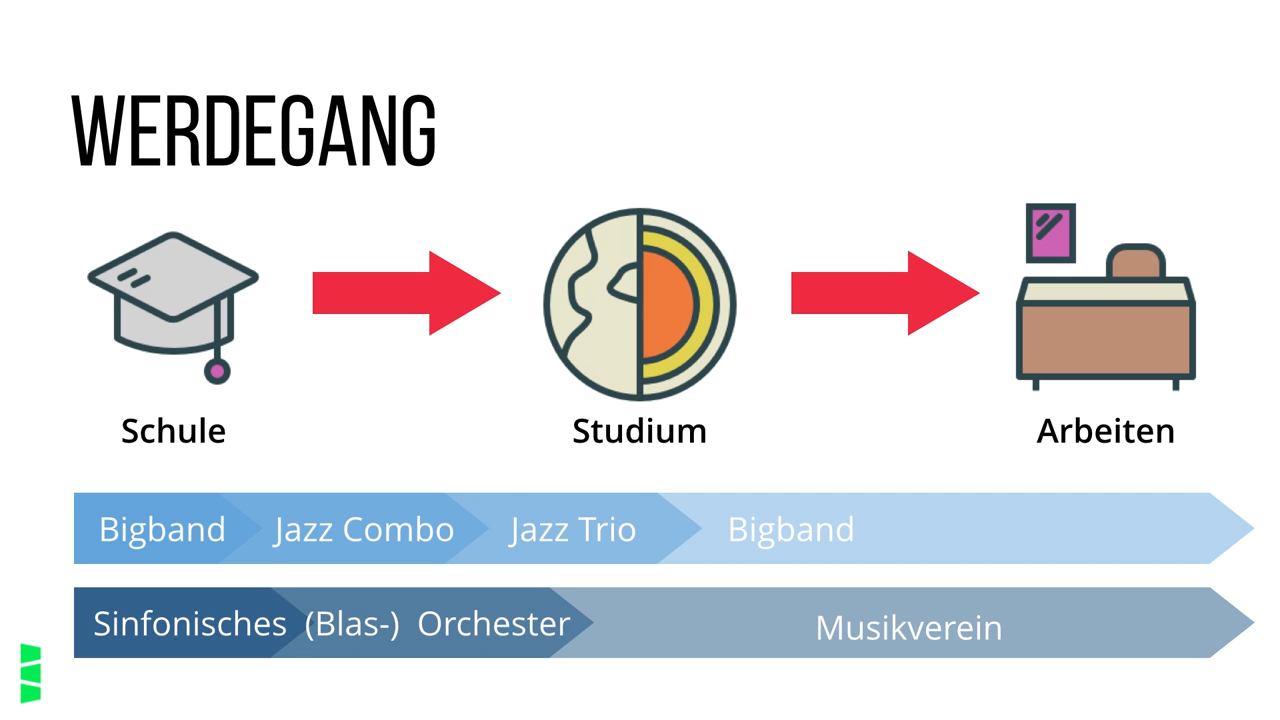 WERDEGANG
Schule
Studium
Arbeiten
Bigband Jazz Combo Jazz Trio Bigband
Sinfonisches (Blas-) Orchester Musikverein